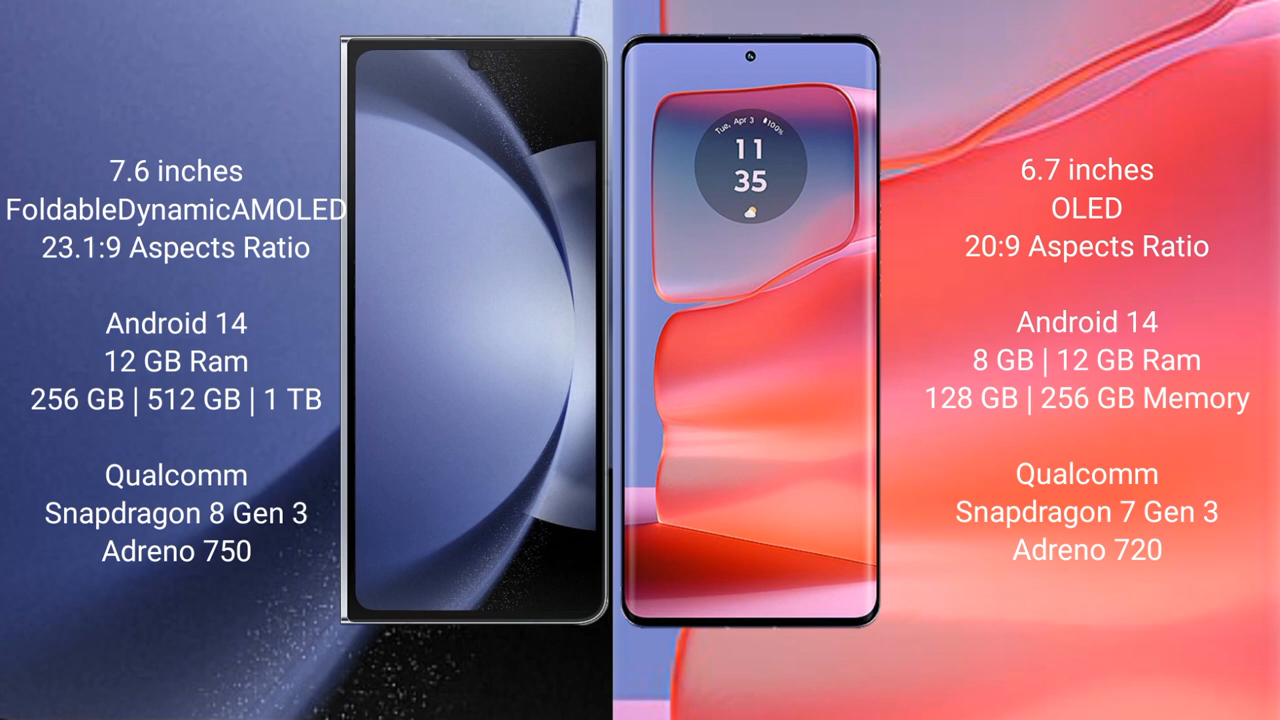 7.6 inches
FoldableDynamicAMOLED
23.1:9 Aspects Ratio
Android 14
12 GB Ram
256 GB | 512 GB | 1 TB
Qualcomm
Snapdragon 8 Gen 3
Adreno 750
Tue, Apr 3 100%
11
35
6.7 inches
OLED
20:9 Aspects Ratio
Android 14
8 GB | 12 GB Ram
128 GB | 256 GB Memory
Qualcomm
Snapdragon 7 Gen 3
Adreno 720